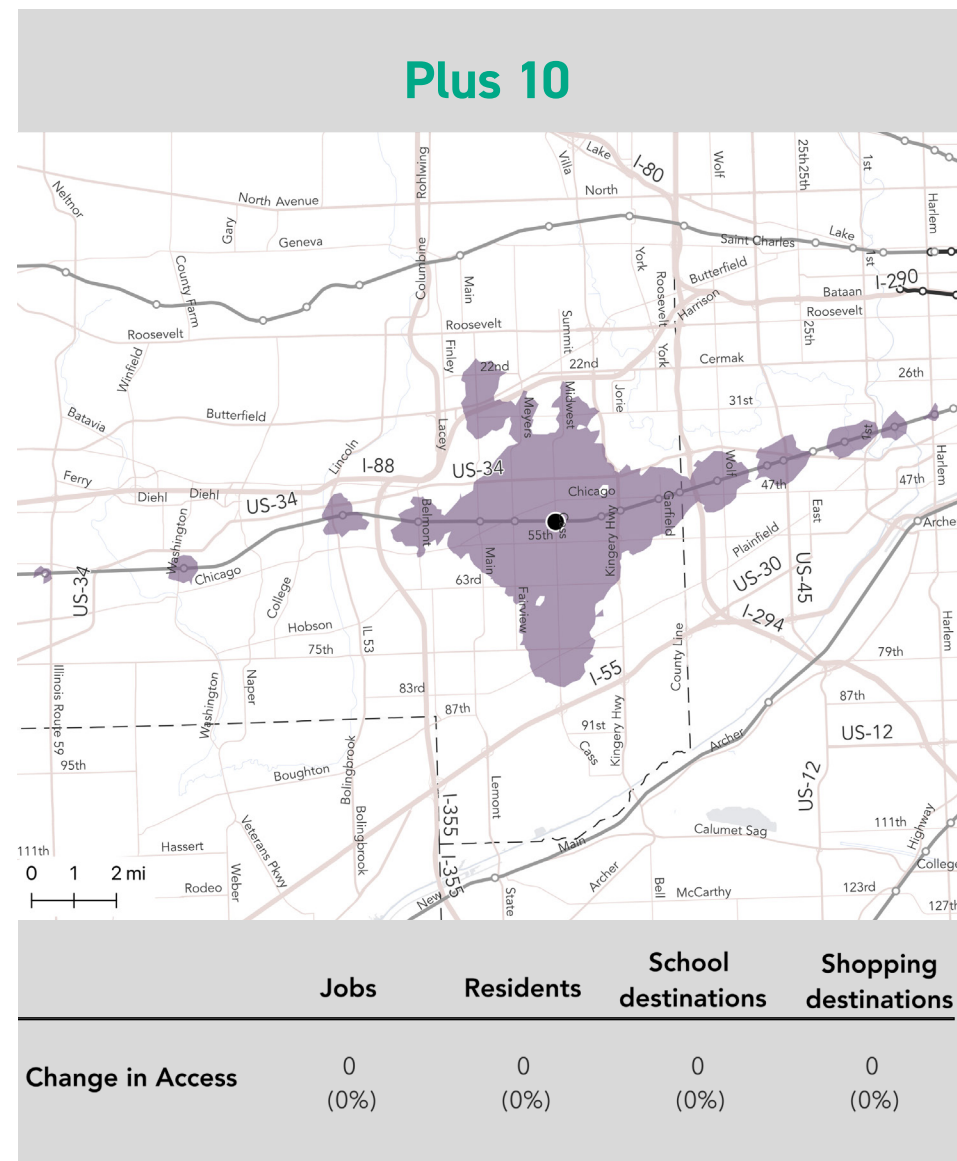 Plus 10
Neltnor
North Avenue
Gary
Geneva
County Farm
Rohlwing
Columbine
Main
Villa
Lake
I-80
North
Wolf
25th
25th
1st
Harlem
Saint Charles
Lake
1st
York
Butterfield
Roosevelt
Harrison
I-290
Bataan
Roosevelt
25th
Roosevelt
Winfield
Roosevelt
Finley
Summit
York
22nd
22nd
Cermak
26th
Batavia
Butterfield
Lacey
Meyers
Midwest
Jorie
31st
1st
Lincoln
I-88
US-34
Ferry
Diehl
Diehl
US-34
Wolf
47th
47th
Harlem
Chicago
Belmont
Cass
55th
Kingery Hwy
Garfield
East
Plainfield
Archer
Washington
Chicago
US-34
College
Main
63rd
Fairview
US-30
US-45
I-294
Hobson
75th
IL 53
County Line
Harlem
79th
Illinois Route 59
Washington
Naper
83rd
I-55
87th
87th
91st
Kingery Hwy
Cass
Archer
US-12
95th
Boughton
Bolingbrook
US-12
Bolingbrook
Lemont
I-355
Calumet Sag
111th
Highway
111th
Hassert
Veterans Pkwy
Main
Archer
College
0 1 2 mi
Rodeo
Weber
I-355
New
State
Bell
McCarthy
123rd
127th
Jobs Residents School destinations Shopping destinations
Change in Access 0 0 0 0
(0%) (0%) (0%) (0%)